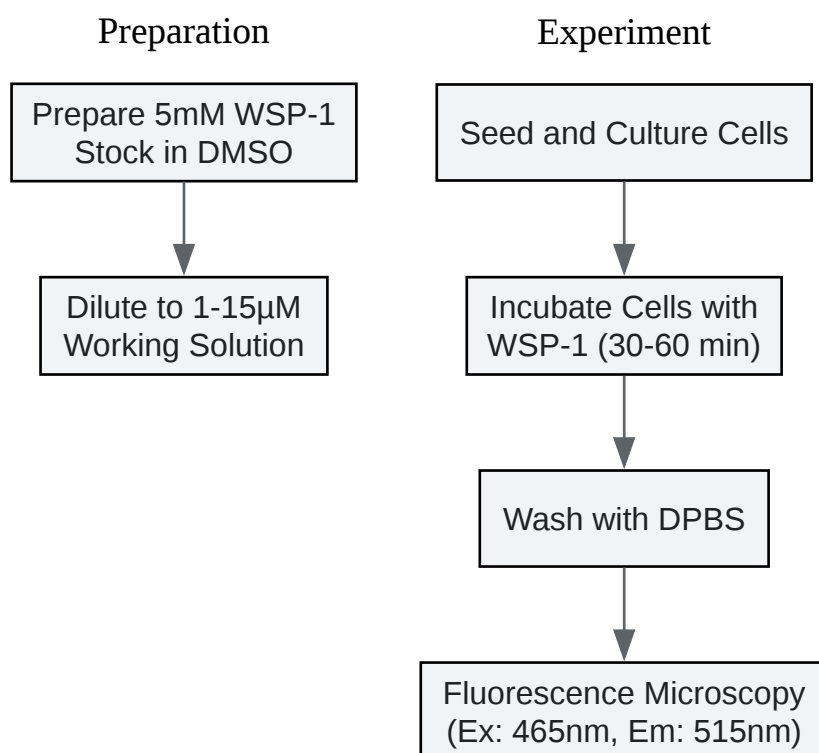 Preparation
Prepare 5mM WSP-1
Stock in DMSO
Dilute to 1-15µM
Working Solution
Experiment
Seed and Culture Cells
Incubate Cells with
WSP-1 (30-60 min)
Wash with DPBS
Fluorescence Microscopy
(Ex: 465nm, Em: 515nm)